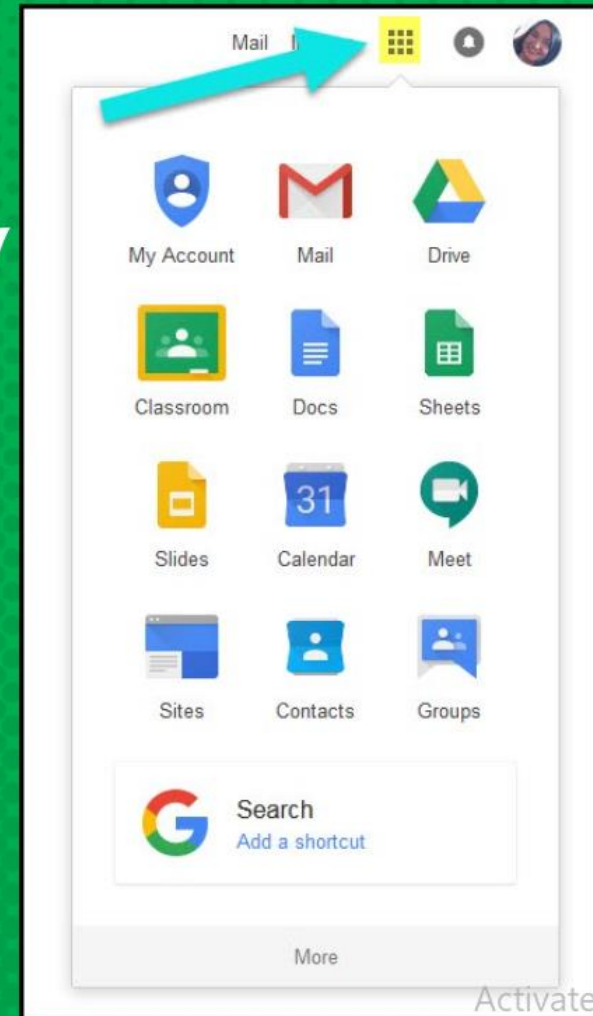 Mail
My Account Mail Drive
Classroom Docs Sheets
31
Slides Calendar Meet
Sites Contacts Groups
G Search
Add a shortcut
More
Activate